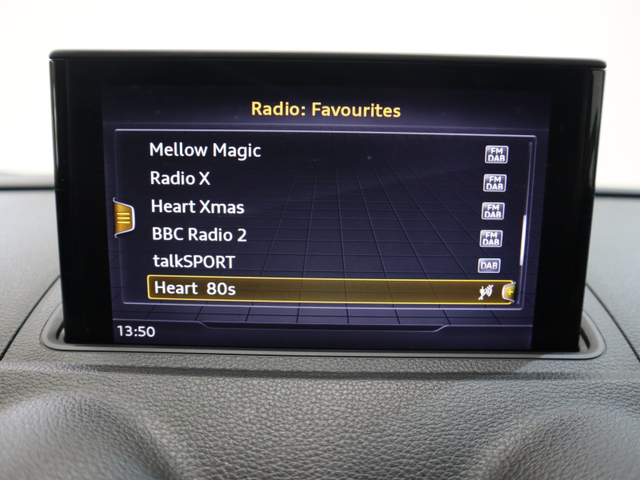 Radio: Favourites
Mellow Magic FM DAB
Radio X FM DAB
Heart Xmas FM DAB
BBC Radio 2 FM DAB
talkSPORT DAB
Heart 80s
13:50